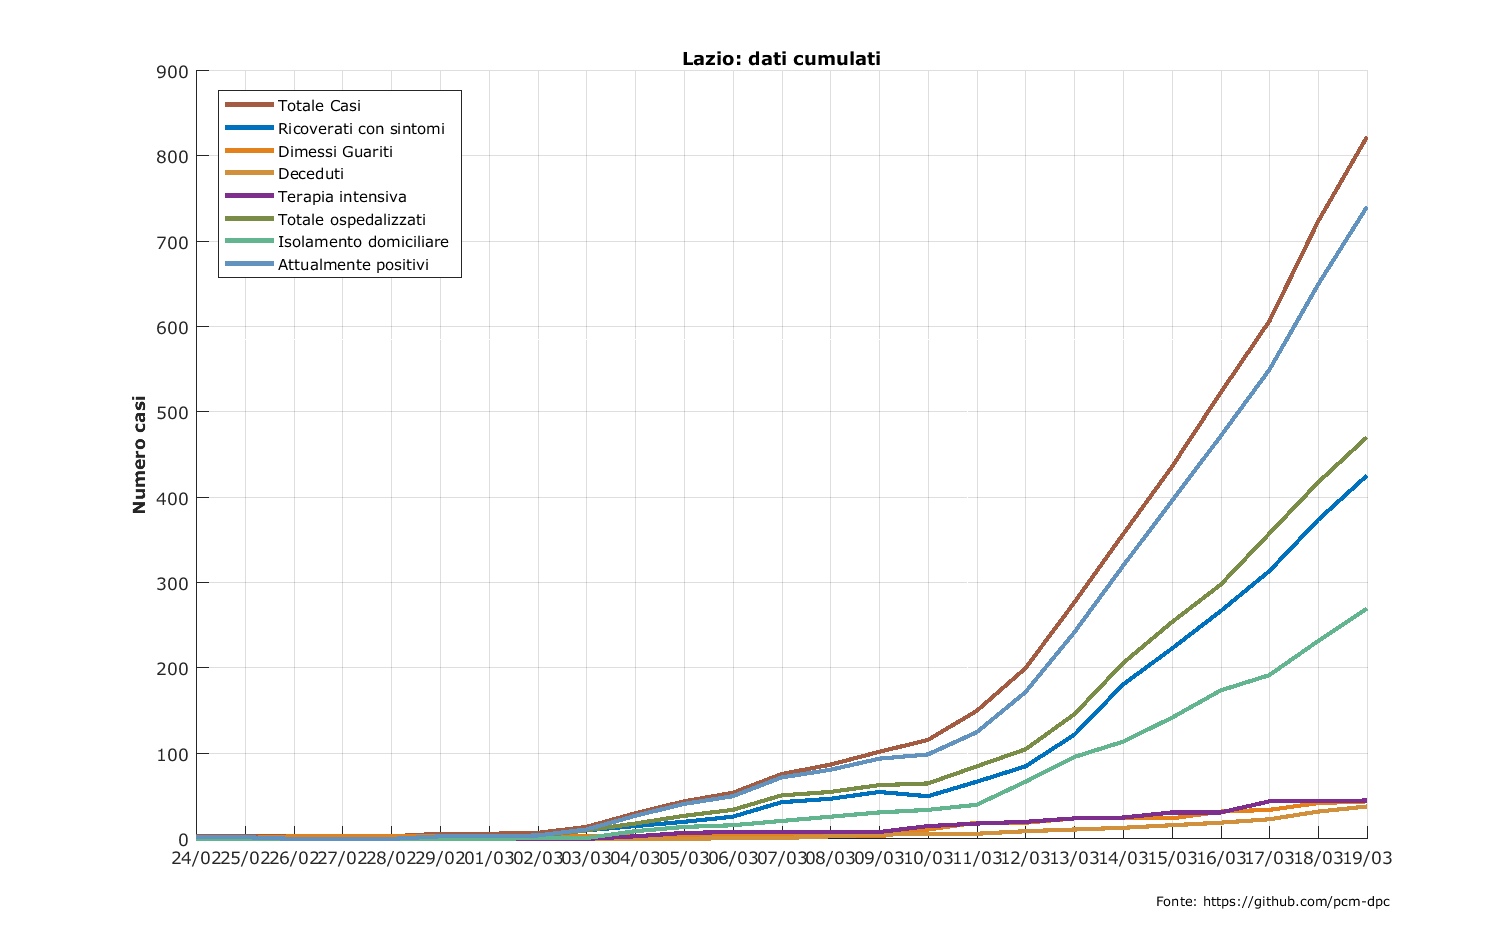 Lazio: dati cumulati
900
800
700
600
500
400
300
200
100
0
Numero casi
Totale Casi
Ricoverati con sintomi
Dimessi Guariti
Deceduti
Terapia intensiva
Totale ospedalizzati
Isolamento domiciliare
Attualmente positivi
24/02 25/02 26/02 27/02 28/02 29/02 01/03 02/03 03/03 04/03 05/03 06/03 07/03 08/03 09/03 10/03 11/03 12/03 13/03 14/03 15/03 16/03 17/03 18/03 19/03
Fonte: https://github.com/pcm-dpc